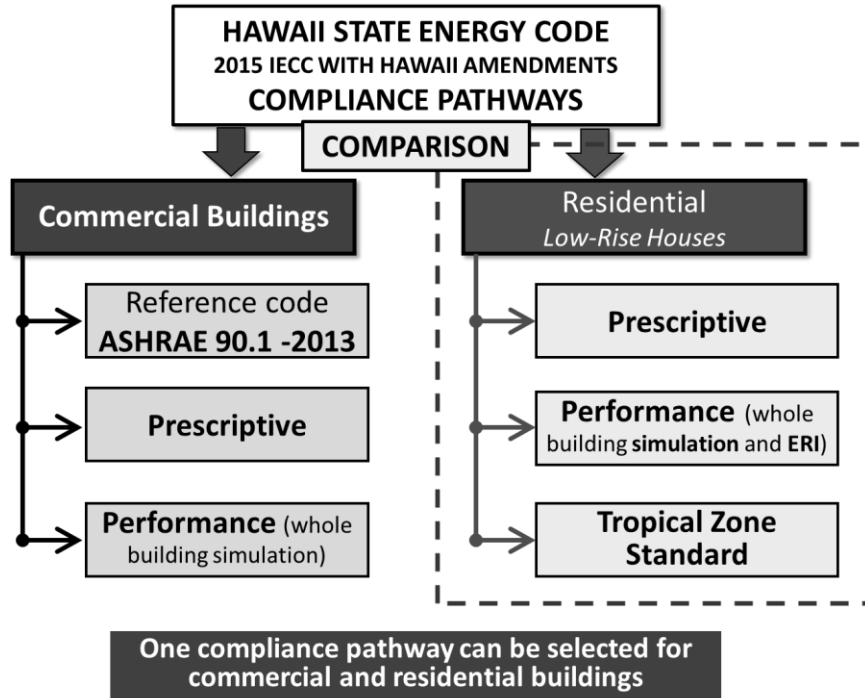 HAWAII STATE ENERGY CODE
2015 IECC WITH HAWAII AMENDMENTS
COMPLIANCE PATHWAYS
COMPARISON
Commercial Buildings
Reference code
ASHRAE 90.1 -2013
Prescriptive
Performance (whole
building simulation)
Residential
Low-Rise Houses
Prescriptive
Performance (whole
building simulation and ERI)
Tropical Zone
Standard
One compliance pathway can be selected for
commercial and residential buildings